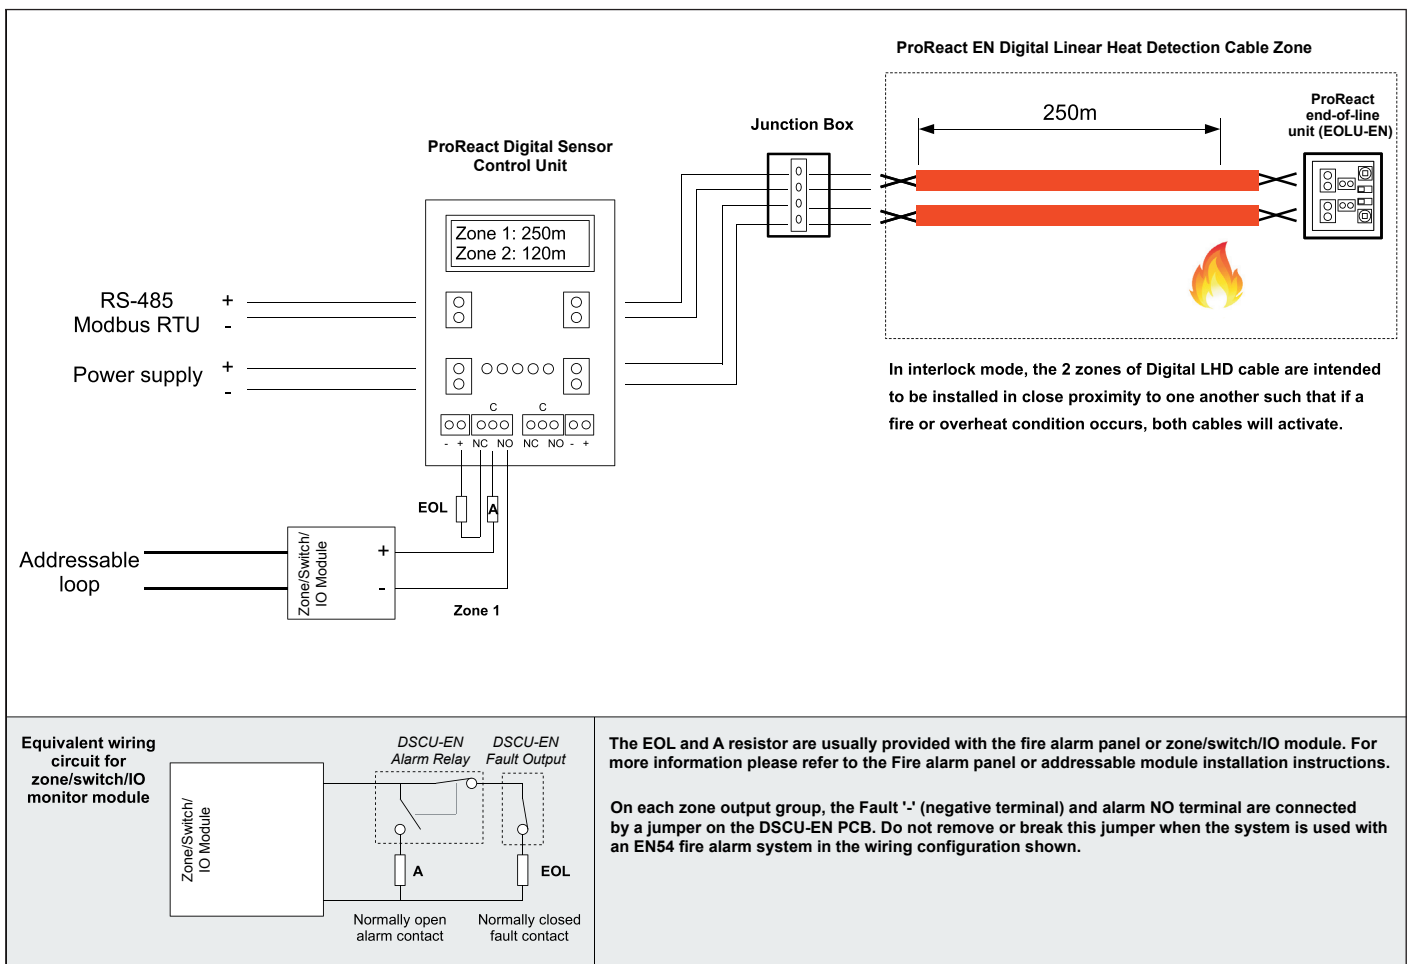 ProReact EN Digital Linear Heat Detection Cable Zone
250m
ProReact
end-of-line
unit (EOLU-EN)
Junction Box
ProReact Digital Sensor
Control Unit
Zone 1: 250m
Zone 2: 120m
RS-485
Modbus RTU
+
-
Power supply
+
-
C
C
- + NC NO NC NO - +
In interlock mode, the 2 zones of Digital LHD cable are intended
to be installed in close proximity to one another such that if a
fire or overheat condition occurs, both cables will activate.
EOL
A
Addressable
loop
Zone/Switch/
IO Module
+
-
Zone 1
Equivalent wiring
circuit for
zone/switch/IO
monitor module
Zone/Switch/
IO Module
DSCU-EN
Alarm Relay
DSCU-EN
Fault Output
A
EOL
Normally open
alarm contact
Normally closed
fault contact
The EOL and A resistor are usually provided with the fire alarm panel or zone/switch/IO module. For
more information please refer to the Fire alarm panel or addressable module installation instructions.
On each zone output group, the Fault '-' (negative terminal) and alarm NO terminal are connected
by a jumper on the DSCU-EN PCB. Do not remove or break this jumper when the system is used with
an EN54 fire alarm system in the wiring configuration shown.